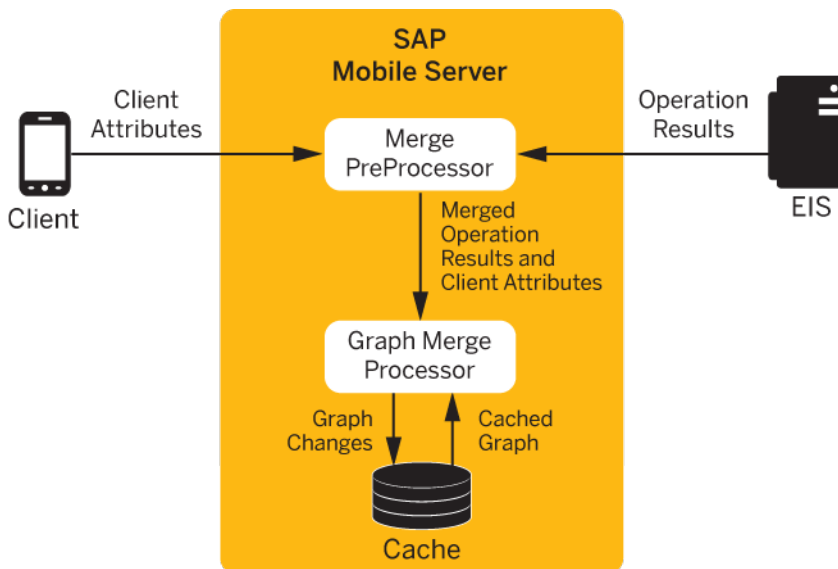 SAP
Mobile Server
Client
Attributes
Operation
Results
Merge
PreProcessor
Client
EIS
Merged
Operation
Results and
Client Attributes
Graph Merge
Processor
Graph
Changes
Cached
Graph
Cache